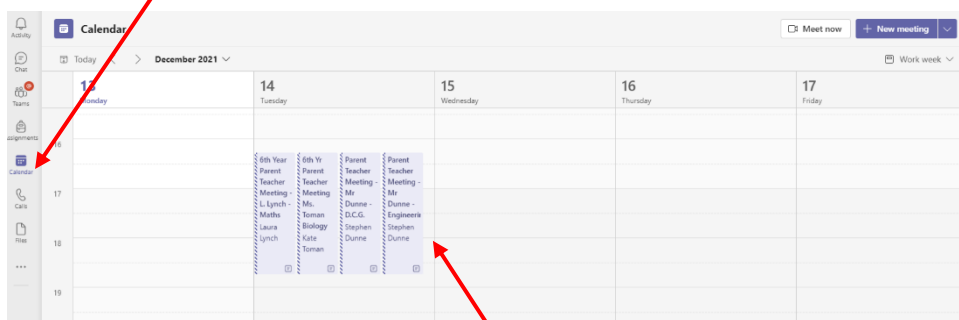 Activity
Calendar
Meet now
+ New meeting
Chat
Today
December 2021
Work week
Teams
13
Monday
14
Tuesday
15
Wednesday
16
Thursday
17
Friday
Assignments
16
Calendar
17
Calls
18
Files
...
19
6th Year
Parent
Teacher
Meeting -
L. Lynch -
Maths
Laura
Lynch
6th Yr
Parent
Teacher
Meeting
Ms.
Toman
Biology
Kate
Toman
Parent
Teacher
Meeting -
Mr
Dunne -
D.C.G.
Stephen
Dunne
Parent
Teacher
Meeting -
Mr
Dunne -
Engineerin
Stephen
Dunne